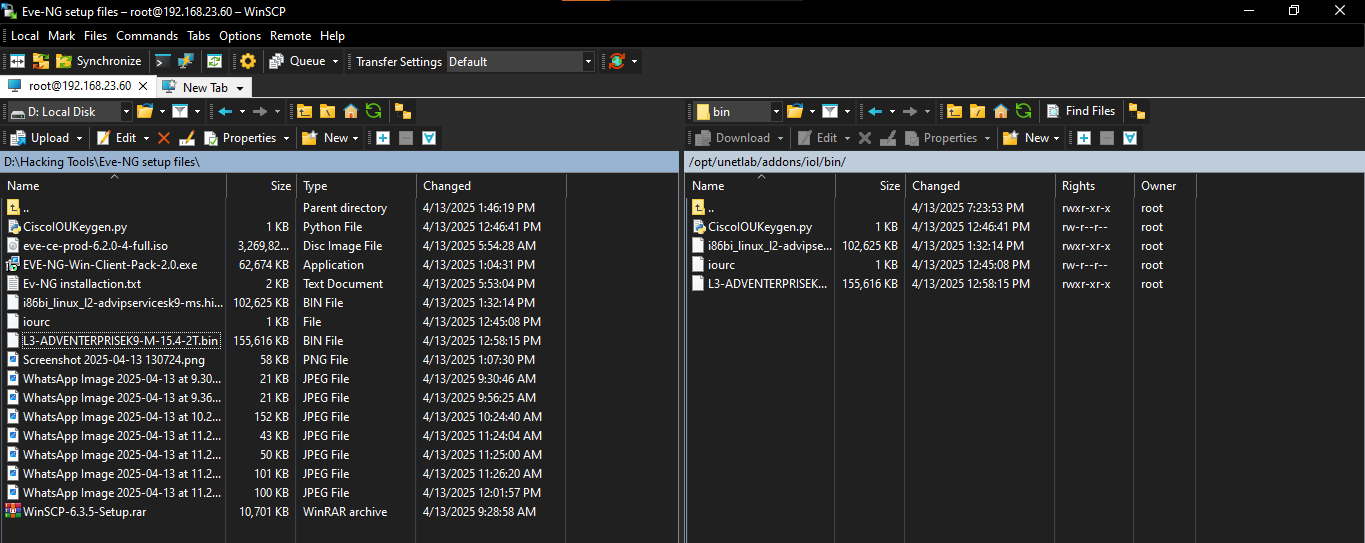 Eve-NG setup files – root@192.168.23.60 – WinSCP
Local Mark Files Commands Tabs Options Remote Help
Synchronize Queue Transfer Settings Default
root@192.168.23.60 New Tab
D: Local Disk bin Find Files
Upload Edit Properties New Download Edit Properties New
D:\Hacking Tools\Eve-NG setup files\ /opt/unetlab/addons/iol/bin/
Name Size Type Changed Name Size Changed Rights Owner
.. Parent directory 4/13/2025 1:46:19 PM .. 4/13/2025 7:23:53 PM rwxr-xr-x root
CiscoIOUKeygen.py 1 KB Python File 4/13/2025 12:46:41 PM CiscoIOUKeygen.py 1 KB 4/13/2025 12:46:41 PM rw-r--r-- root
eve-ce-prod-6.2.0-4-full.iso 3,269,82... Disc Image File 4/13/2025 5:54:28 AM i86bi_linux_l2-advipse... 102,625 KB 4/13/2025 1:32:14 PM rwxr-xr-x root
EVE-NG-Win-Client-Pack-2.0.exe 62,674 KB Application 4/13/2025 1:04:31 PM iourc 1 KB 4/13/2025 12:45:08 PM rw-r--r-- root
Ev-NG installaction.txt 2 KB Text Document 4/13/2025 5:53:04 PM L3-ADVENTERPRISEK... 155,616 KB 4/13/2025 12:58:15 PM rwxr-xr-x root
i86bi_linux_l2-advipservicesk9-ms.hi... 102,625 KB BIN File 4/13/2025 1:32:14 PM
iourc 1 KB File 4/13/2025 12:45:08 PM
L3-ADVENTERPRISEK9-M-15.4-2T.bin 155,616 KB BIN File 4/13/2025 12:58:15 PM
Screenshot 2025-04-13 130724.png 58 KB PNG File 4/13/2025 1:07:30 PM
WhatsApp Image 2025-04-13 at 9.30... 21 KB JPEG File 4/13/2025 9:30:46 AM
WhatsApp Image 2025-04-13 at 9.36... 21 KB JPEG File 4/13/2025 9:56:25 AM
WhatsApp Image 2025-04-13 at 10.2... 152 KB JPEG File 4/13/2025 10:24:40 AM
WhatsApp Image 2025-04-13 at 11.2... 43 KB JPEG File 4/13/2025 11:24:04 AM
WhatsApp Image 2025-04-13 at 11.2... 50 KB JPEG File 4/13/2025 11:25:00 AM
WhatsApp Image 2025-04-13 at 11.2... 101 KB JPEG File 4/13/2025 11:26:20 AM
WhatsApp Image 2025-04-13 at 11.2... 100 KB JPEG File 4/13/2025 12:01:57 PM
WinSCP-6.3.5-Setup.rar 10,701 KB WinRAR archive 4/13/2025 9:28:58 AM